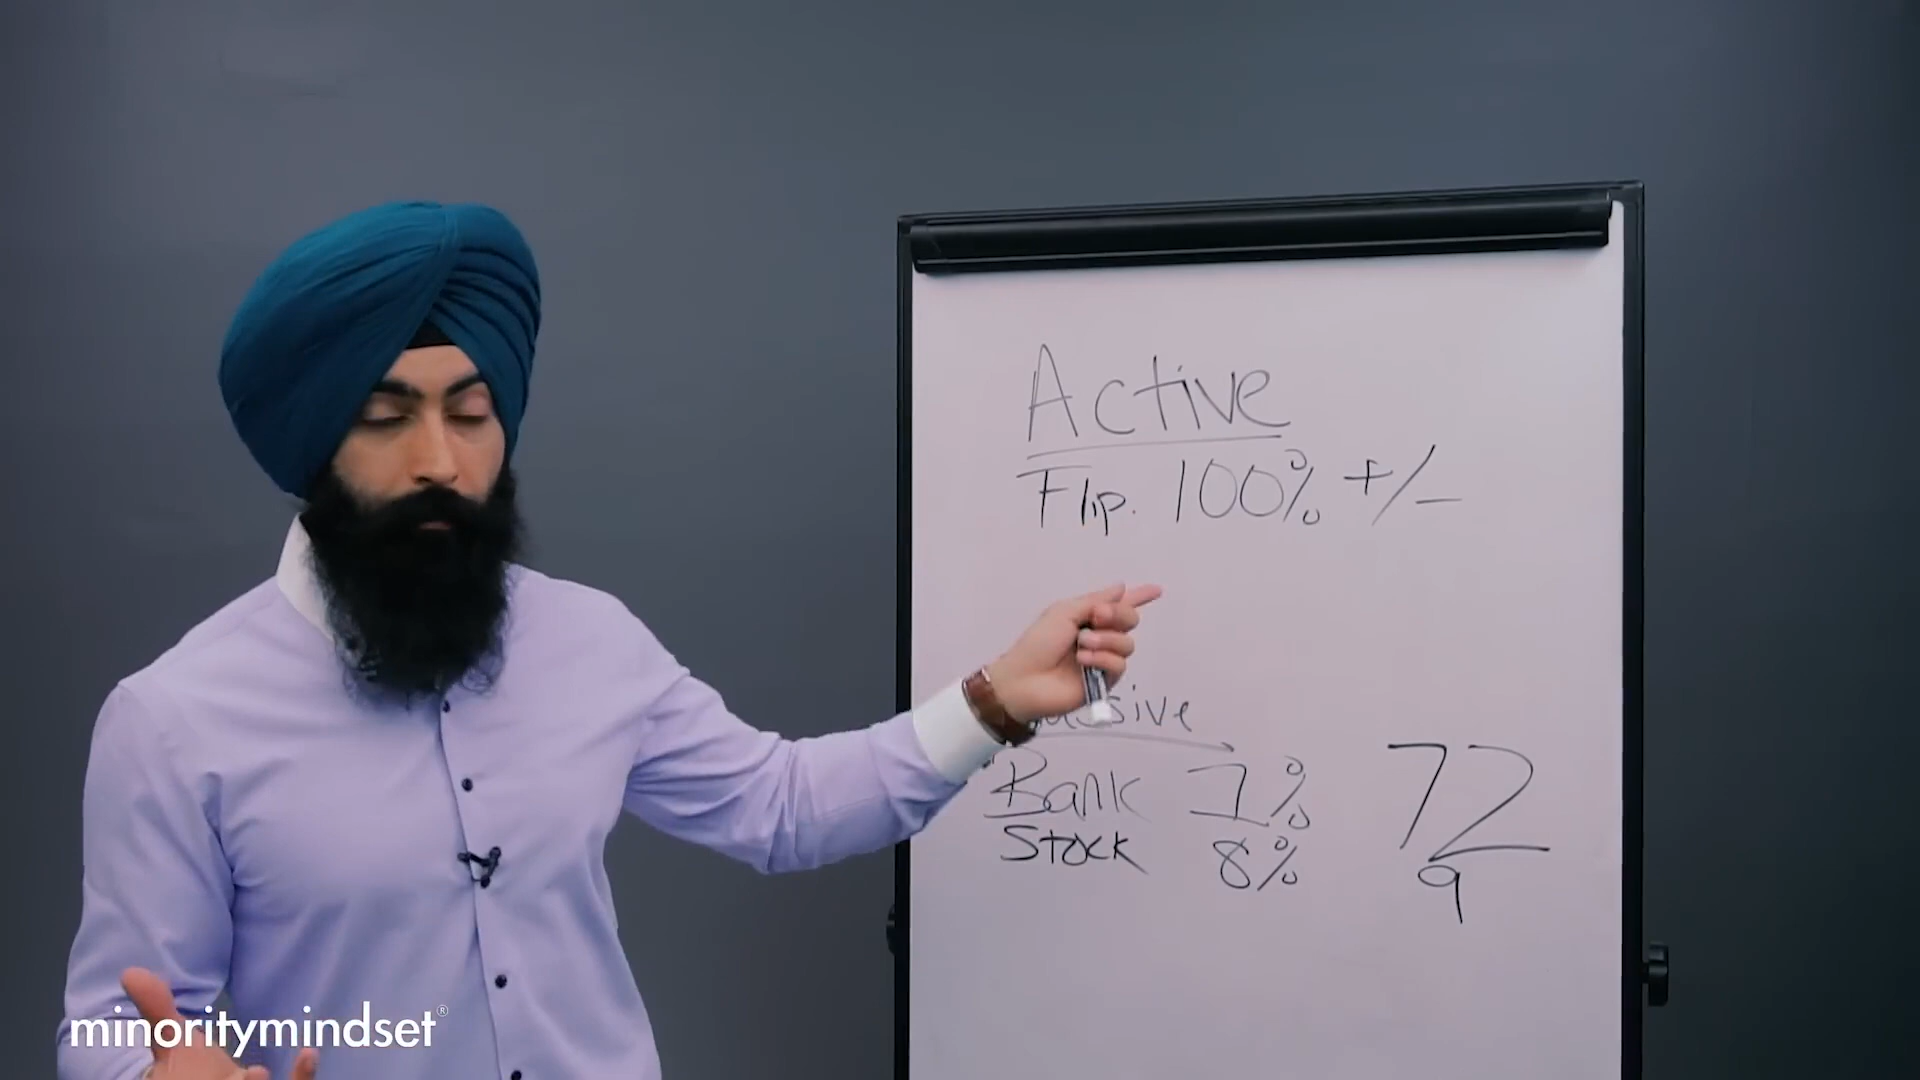 Active
Flip. 100% +/-
Bank 1% 72
Stock 8% 9
minoritymindset®